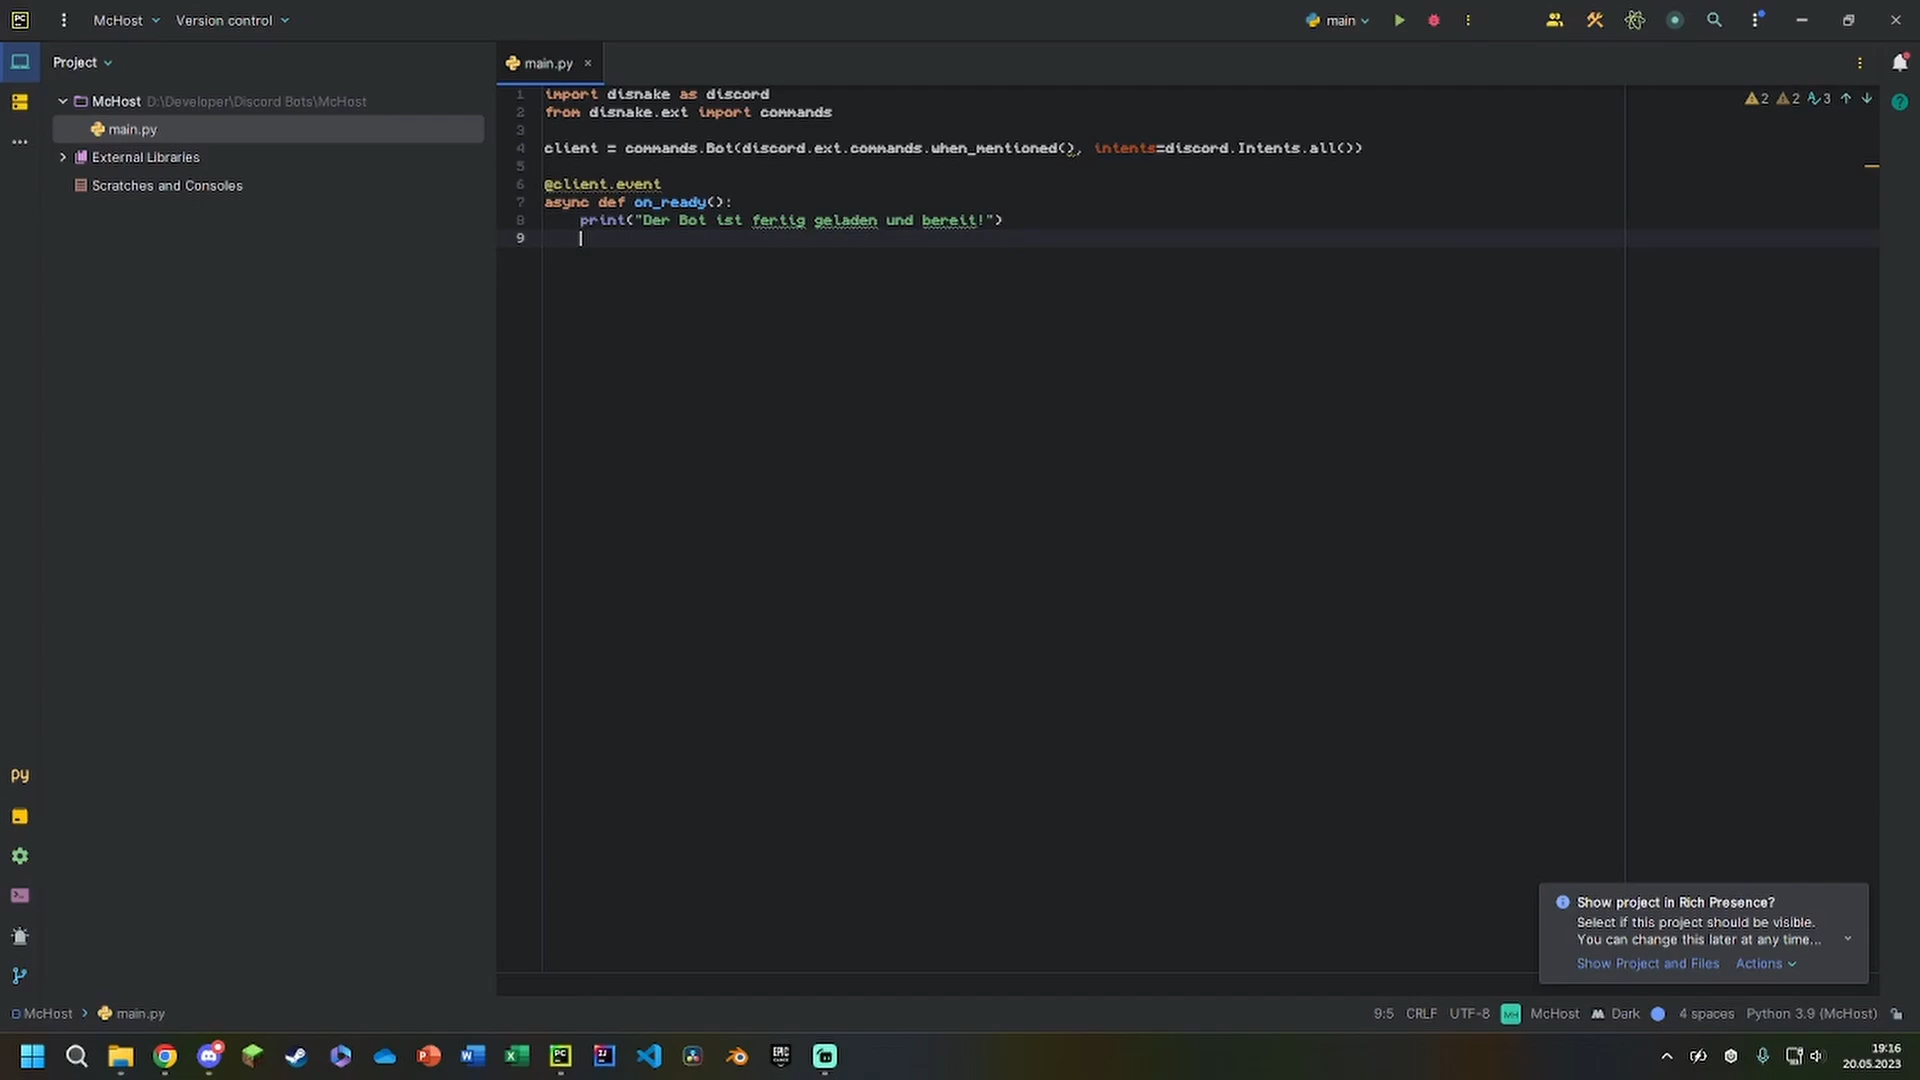 PC
McHost
Version control
main
Project
main.py
McHost D:\Developer\Discord Bots\McHost
main.py
External Libraries
Scratches and Consoles
1 import disnake as discord
2 from disnake.ext import commands
3
4 client = commands.Bot(discord.ext.commands.when_mentioned(), intents=discord.Intents.all())
5
6 @client.event
7 async def on_ready():
8 print("Der Bot ist fertig geladen und bereit!")
9
2 2 3
py
Show project in Rich Presence?
Select if this project should be visible.
You can change this later at any time...
Show Project and Files Actions
McHost > main.py
9:5 CRLF UTF-8 MH McHost Dark 4 spaces Python 3.9 (McHost)
19:16
20.05.2023